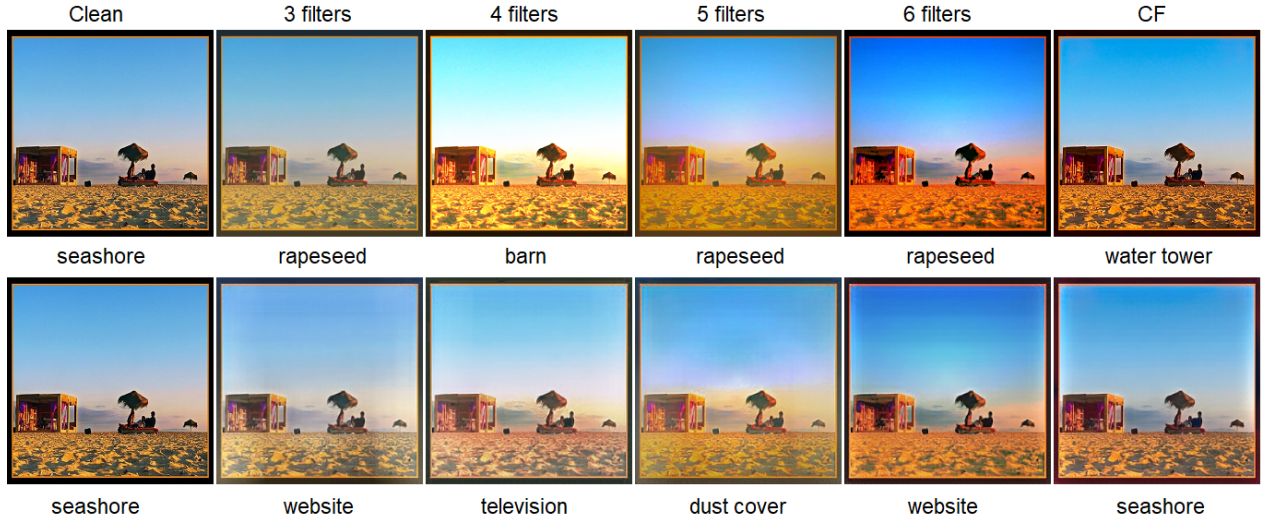 Clean 3 filters 4 filters 5 filters 6 filters CF
seashore rapeseed barn rapeseed rapeseed water tower
seashore website television dust cover website seashore